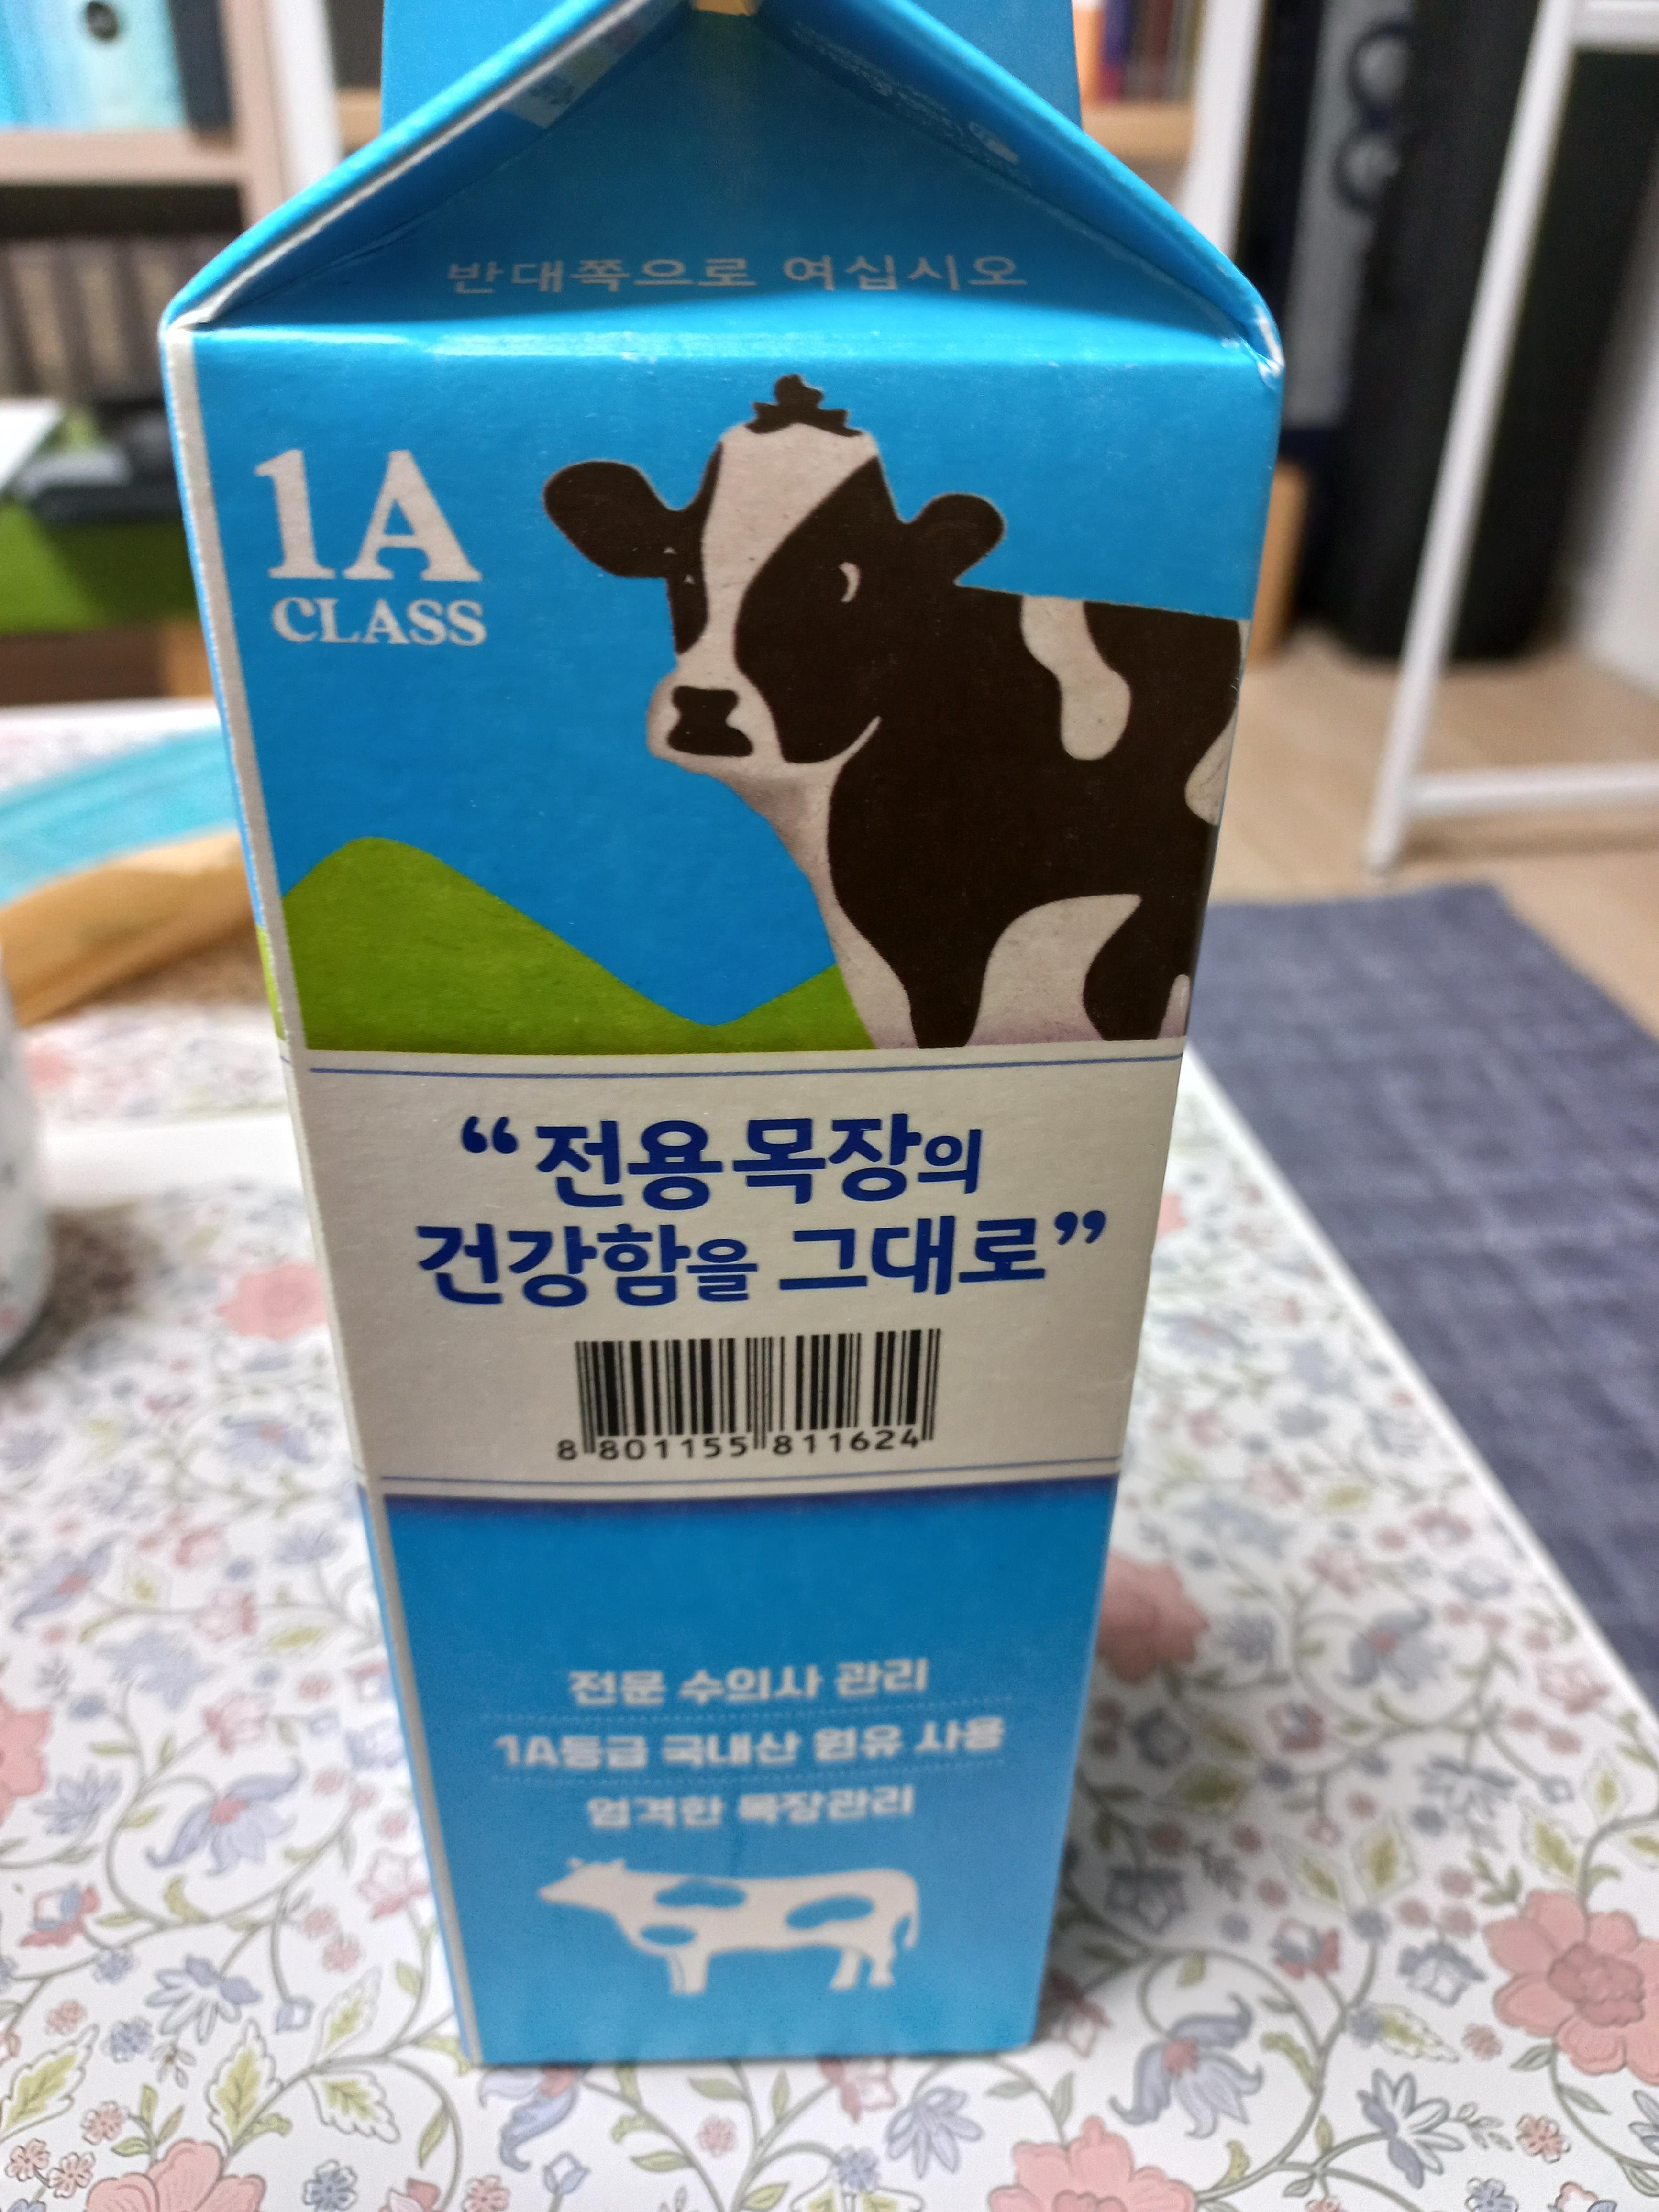 반대쪽으로 여십시오
1A
CLASS
“전용 목장의
건강함을 그대로”
8 801155 811624
전문 수의사 관리
1A등급 국내산 원유 사용
엄격한 목장관리